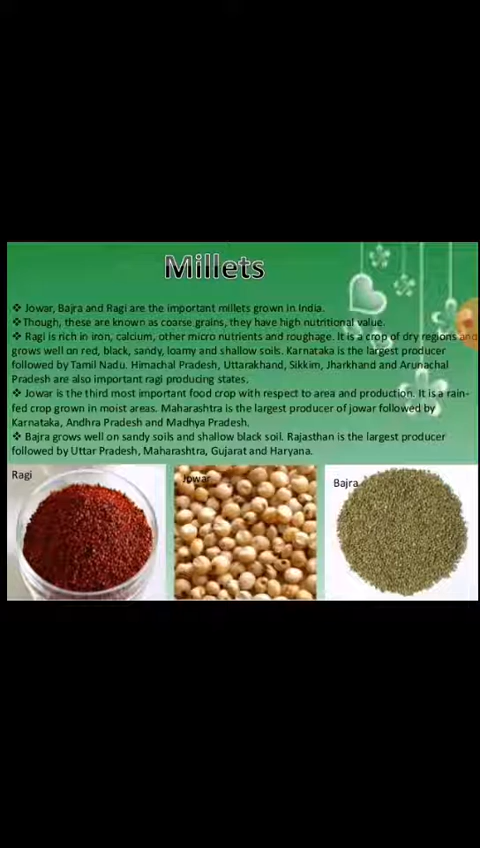 Millets
❖ Jowar, Bajra and Ragi are the important millets grown in India.
❖Though, these are known as coarse grains, they have high nutritional value.
❖ Ragi is rich in iron, calcium, other micro nutrients and roughage. It is a crop of dry regions and
grows well on red, black, sandy, loamy and shallow soils. Karnataka is the largest producer
followed by Tamil Nadu. Himachal Pradesh, Uttarakhand, Sikkim, Jharkhand and Arunachal
Pradesh are also important ragi producing states.
❖ Jowar is the third most important food crop with respect to area and production. It is a rain-
fed crop grown in moist areas. Maharashtra is the largest producer of jowar followed by
Karnataka, Andhra Pradesh and Madhya Pradesh.
❖ Bajra grows well on sandy soils and shallow black soil. Rajasthan is the largest producer
followed by Uttar Pradesh, Maharashtra, Gujarat and Haryana.
Ragi
Jowar
Bajra